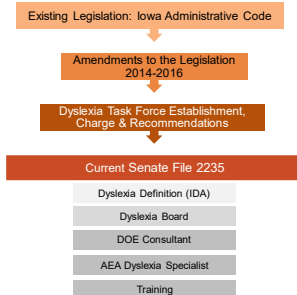 Existing Legislation: Iowa Administrative Code
Amendments to the Legislation
2014-2016
Dyslexia Task Force Establishment,
Charge & Recommendations
Current Senate File 2235
Dyslexia Definition (IDA)
Dyslexia Board
DOE Consultant
AEA Dyslexia Specialist
Training